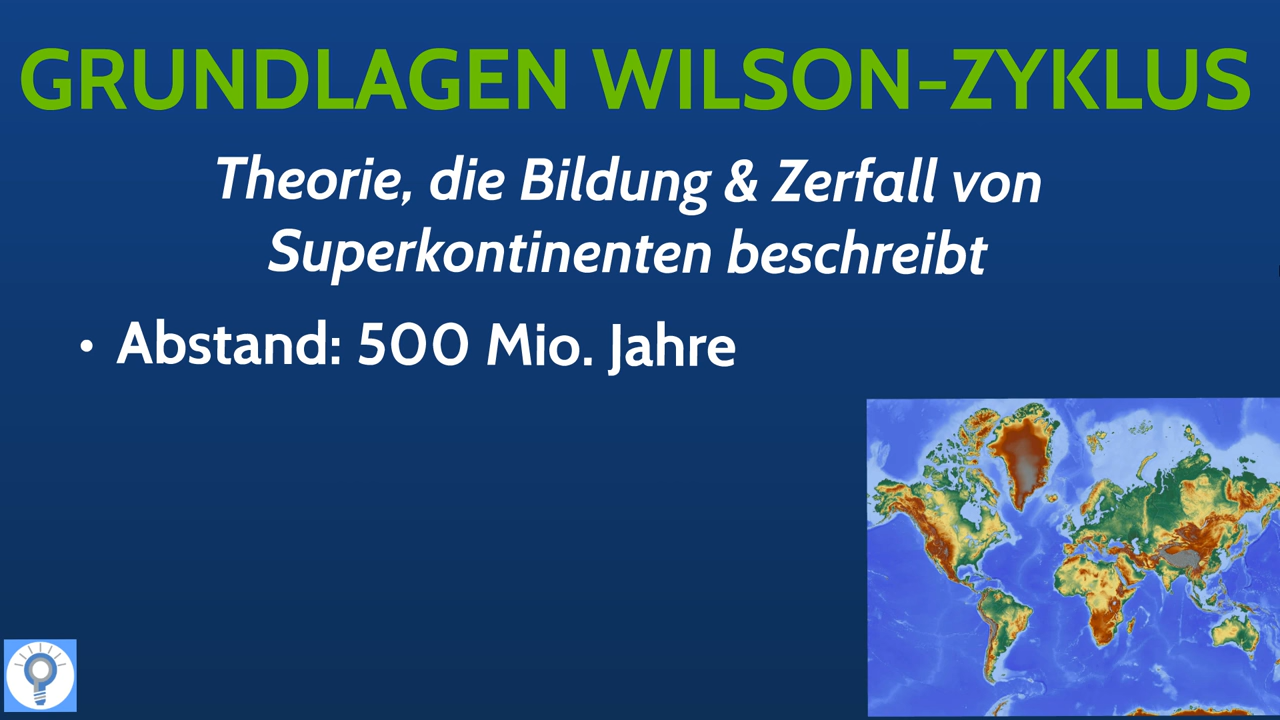 GRUNDLAGEN WILSON-ZYKLUS
Theorie, die Bildung & Zerfall von
Superkontinenten beschreibt
• Abstand: 500 Mio. Jahre